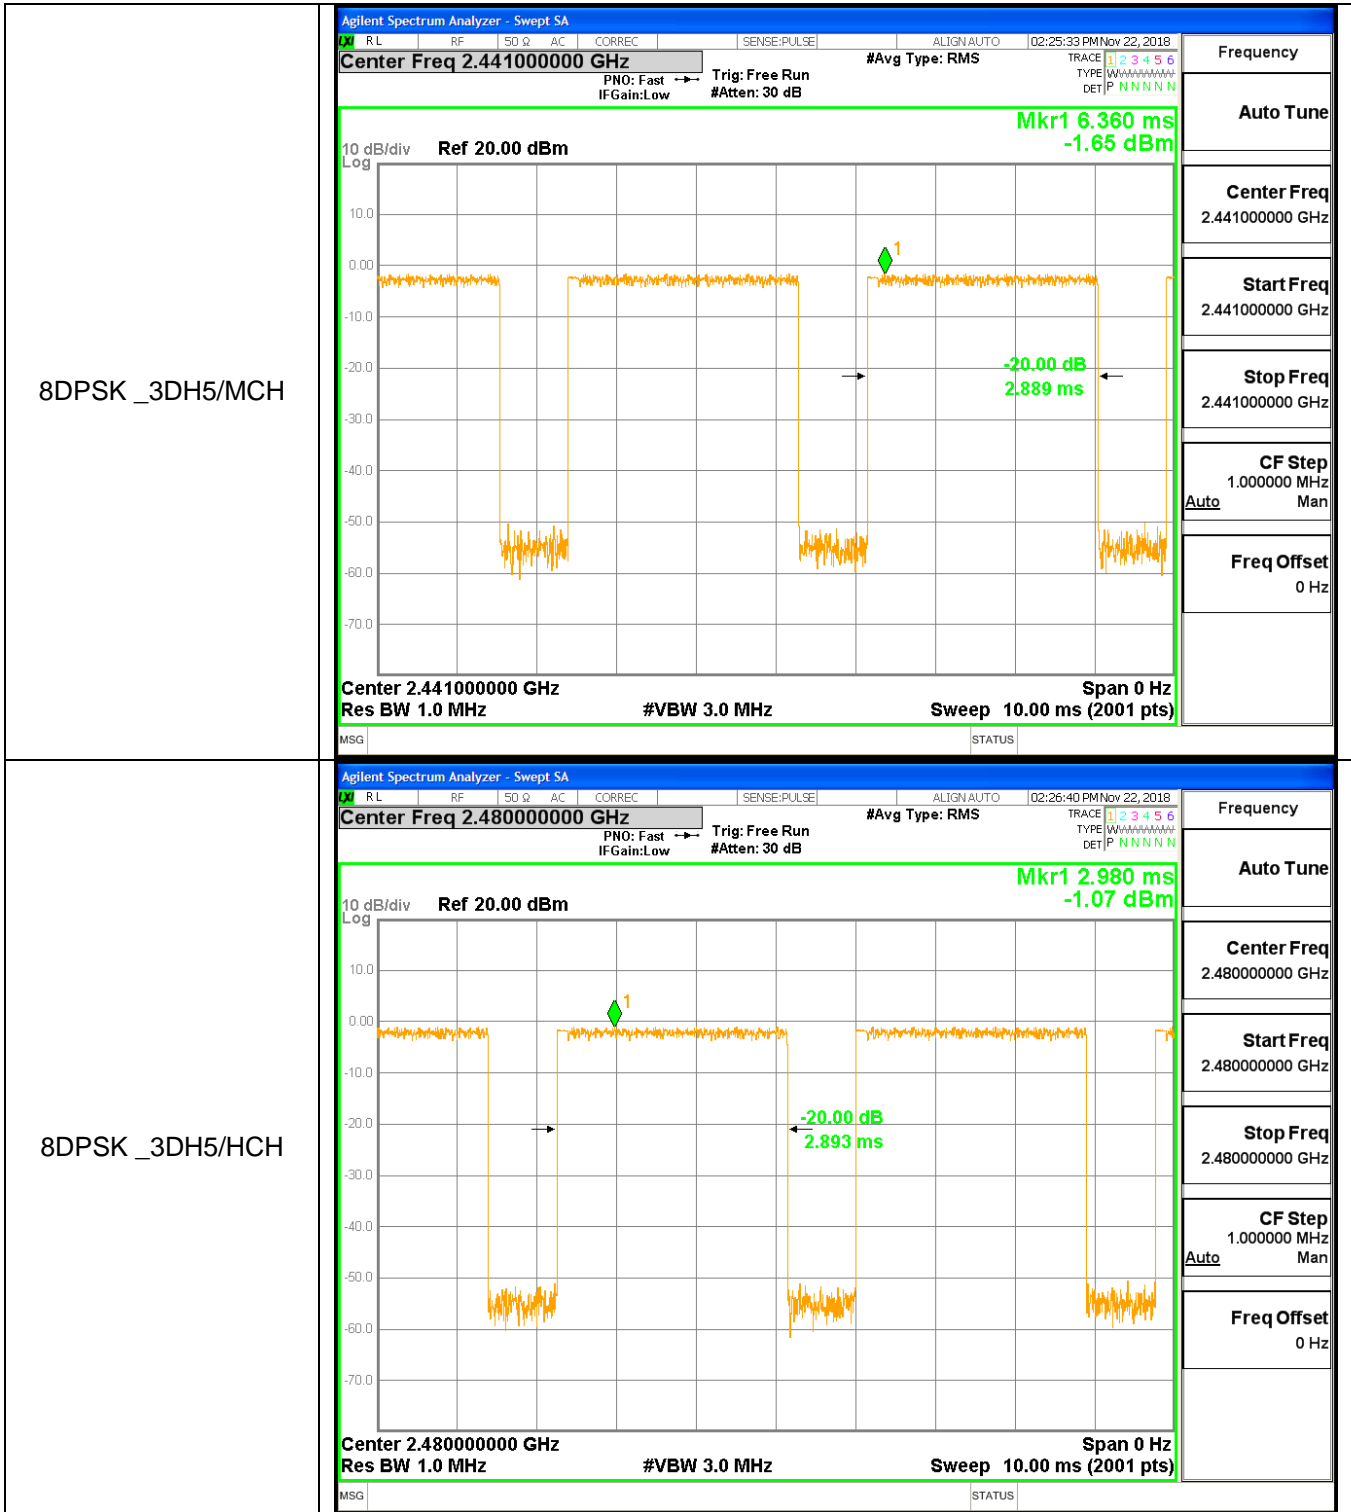 8DPSK _3DH5/MCH
Agilent Spectrum Analyzer - Swept SA
LXI RL RF 50 Ω AC CORREC SENSE:PULSE ALIGN AUTO 02:25:33 PM Nov 22, 2018
Center Freq 2.441000000 GHz
PNO: Fast
IFGain:Low
Trig: Free Run
#Atten: 30 dB
#Avg Type: RMS
TRACE 1 2 3 4 5 6
TYPE
DET P N N N N N
Mkr1 6.360 ms
-1.65 dBm
10 dB/div
Log
Ref 20.00 dBm
10.0
0.00
-10.0
-20.0
-30.0
-40.0
-50.0
-60.0
-70.0
1
-20.00 dB
2.889 ms
Center 2.441000000 GHz
Span 0 Hz
Res BW 1.0 MHz
#VBW 3.0 MHz
Sweep 10.00 ms (2001 pts)
MSG
STATUS
Frequency
Auto Tune
Center Freq
2.441000000 GHz
Start Freq
2.441000000 GHz
Stop Freq
2.441000000 GHz
CF Step
1.000000 MHz
Auto Man
Freq Offset
0 Hz
8DPSK _3DH5/HCH
Agilent Spectrum Analyzer - Swept SA
LXI RL RF 50 Ω AC CORREC SENSE:PULSE ALIGN AUTO 02:26:40 PM Nov 22, 2018
Center Freq 2.480000000 GHz
PNO: Fast
IFGain:Low
Trig: Free Run
#Atten: 30 dB
#Avg Type: RMS
TRACE 1 2 3 4 5 6
TYPE
DET P N N N N N
Mkr1 2.980 ms
-1.07 dBm
10 dB/div
Log
Ref 20.00 dBm
10.0
0.00
-10.0
-20.0
-30.0
-40.0
-50.0
-60.0
-70.0
1
-20.00 dB
2.893 ms
Center 2.480000000 GHz
Span 0 Hz
Res BW 1.0 MHz
#VBW 3.0 MHz
Sweep 10.00 ms (2001 pts)
MSG
STATUS
Frequency
Auto Tune
Center Freq
2.480000000 GHz
Start Freq
2.480000000 GHz
Stop Freq
2.480000000 GHz
CF Step
1.000000 MHz
Auto Man
Freq Offset
0 Hz